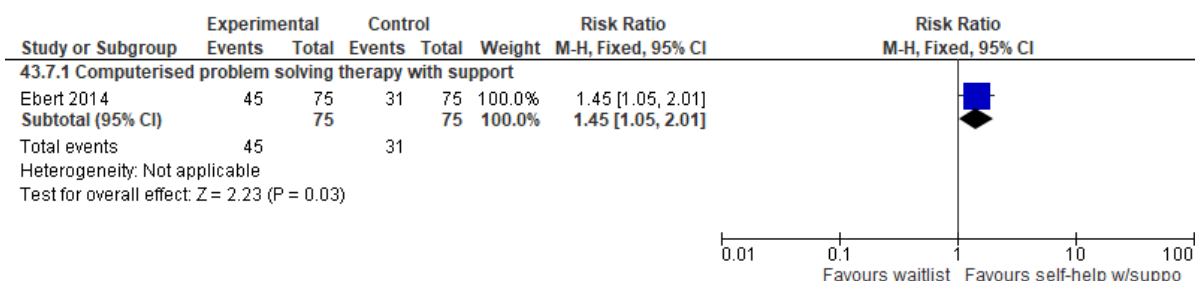 Experimental Control Risk Ratio Risk Ratio
Study or Subgroup Events Total Events Total Weight M-H, Fixed, 95% CI M-H, Fixed, 95% CI
43.7.1 Computerised problem solving therapy with support
Ebert 2014 45 75 31 75 100.0% 1.45 [1.05, 2.01]
Subtotal (95% CI) 75 75 100.0% 1.45 [1.05, 2.01]
Total events 45 31
Heterogeneity: Not applicable
Test for overall effect: Z = 2.23 (P = 0.03)
0.01 0.1 1 10 100
Favours waitlist Favours self-help w/suppo